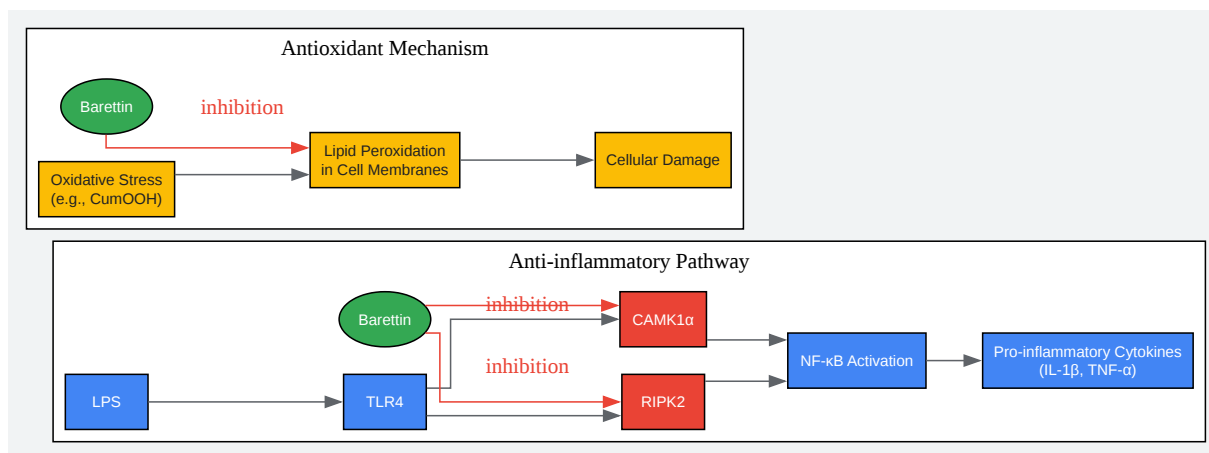 Antioxidant Mechanism
Barettin
inhibition
Lipid Peroxidation
in Cell Membranes
Cellular Damage
Oxidative Stress
(e.g., CumOOH)
Anti-inflammatory Pathway
Barettin
inhibition
CAMK1α
inhibition
NF-κB Activation
Pro-inflammatory Cytokines
(IL-1β, TNF-α)
LPS
TLR4
RIPK2